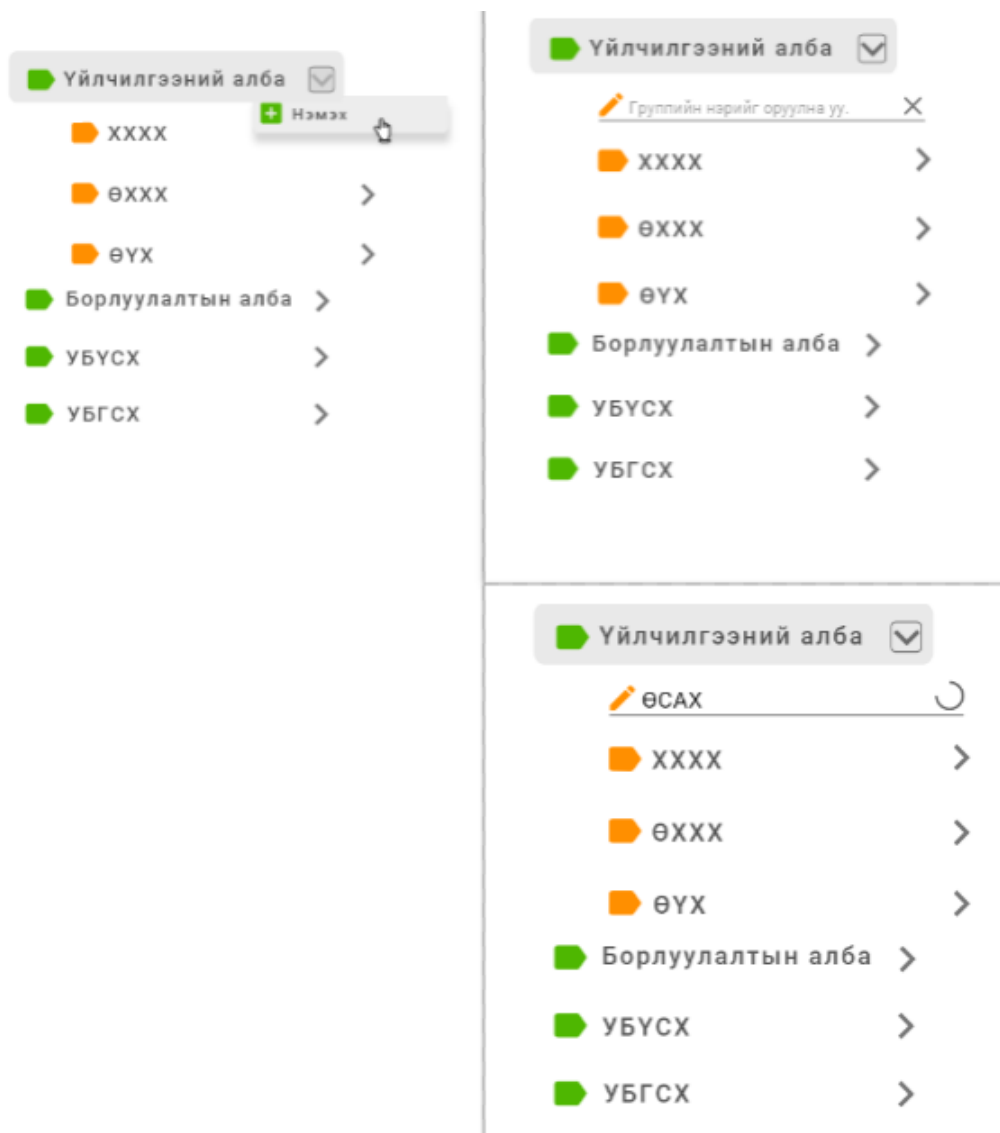 Үйлчилгээний алба
Нэмэх
ХХХХ
ӨХХХ
ӨҮХ
Борлуулалтын алба
УБҮСХ
УБГСХ
Үйлчилгээний алба
Группийн нэрийг оруулна уу.
ХХХХ
ӨХХХ
ӨҮХ
Борлуулалтын алба
УБҮСХ
УБГСХ
Үйлчилгээний алба
ӨСАХ
ХХХХ
ӨХХХ
ӨҮХ
Борлуулалтын алба
УБҮСХ
УБГСХ